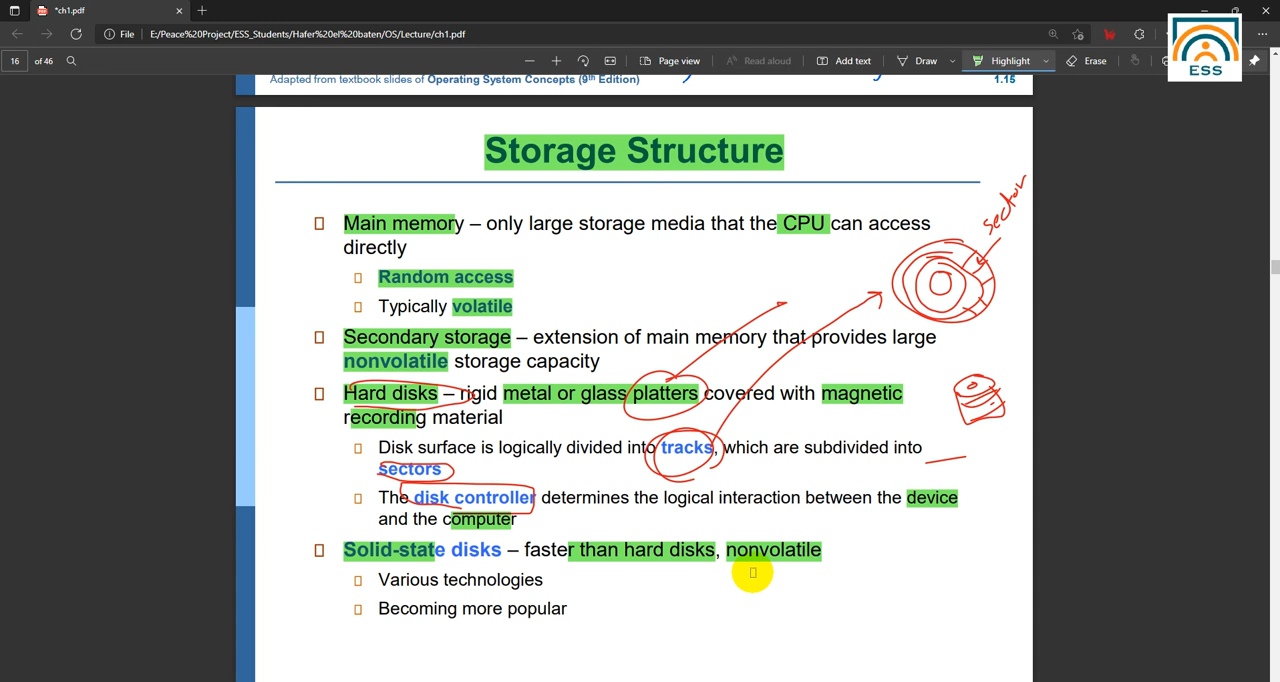 *ch1.pdf
File
E:/Peace%20Project/ESS_Students/Hafer%20el%20baten/OS/Lecture/ch1.pdf
16
of 46
Page view
Read aloud
Add text
Draw
Highlight
Erase
ESS
Adapted from textbook slides of Operating System Concepts (9th Edition)
1.15
Storage Structure
sector
Main memory – only large storage media that the CPU can access
directly
Random access
Typically volatile
Secondary storage – extension of main memory that provides large
nonvolatile storage capacity
Hard disks – rigid metal or glass platters covered with magnetic
recording material
Disk surface is logically divided into tracks, which are subdivided into
sectors
The disk controller determines the logical interaction between the device
and the computer
Solid-state disks – faster than hard disks, nonvolatile
Various technologies
Becoming more popular